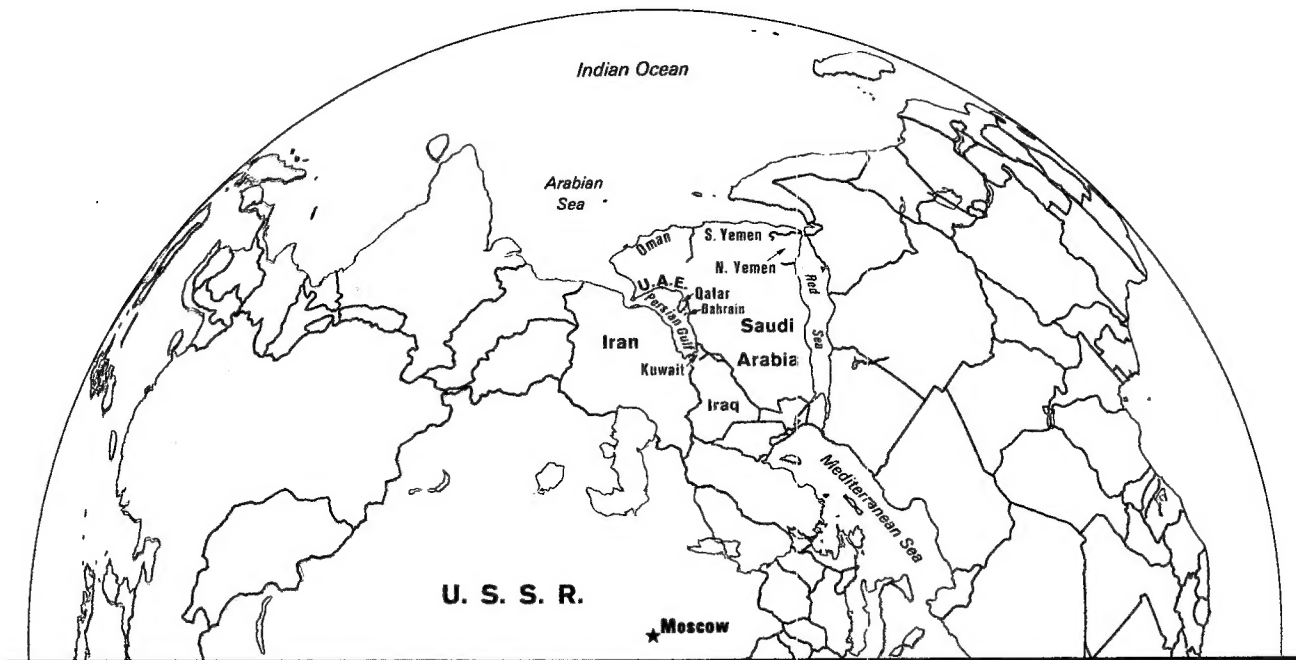 Indian Ocean
Arabian
Sea
Oman
S. Yemen
N. Yemen
U.A.E.
Qatar
Bahrain
Persian Gulf
Red
Sea
Saudi
Arabia
Iran
Kuwait
Iraq
Mediterranean Sea
U. S. S. R.
Moscow